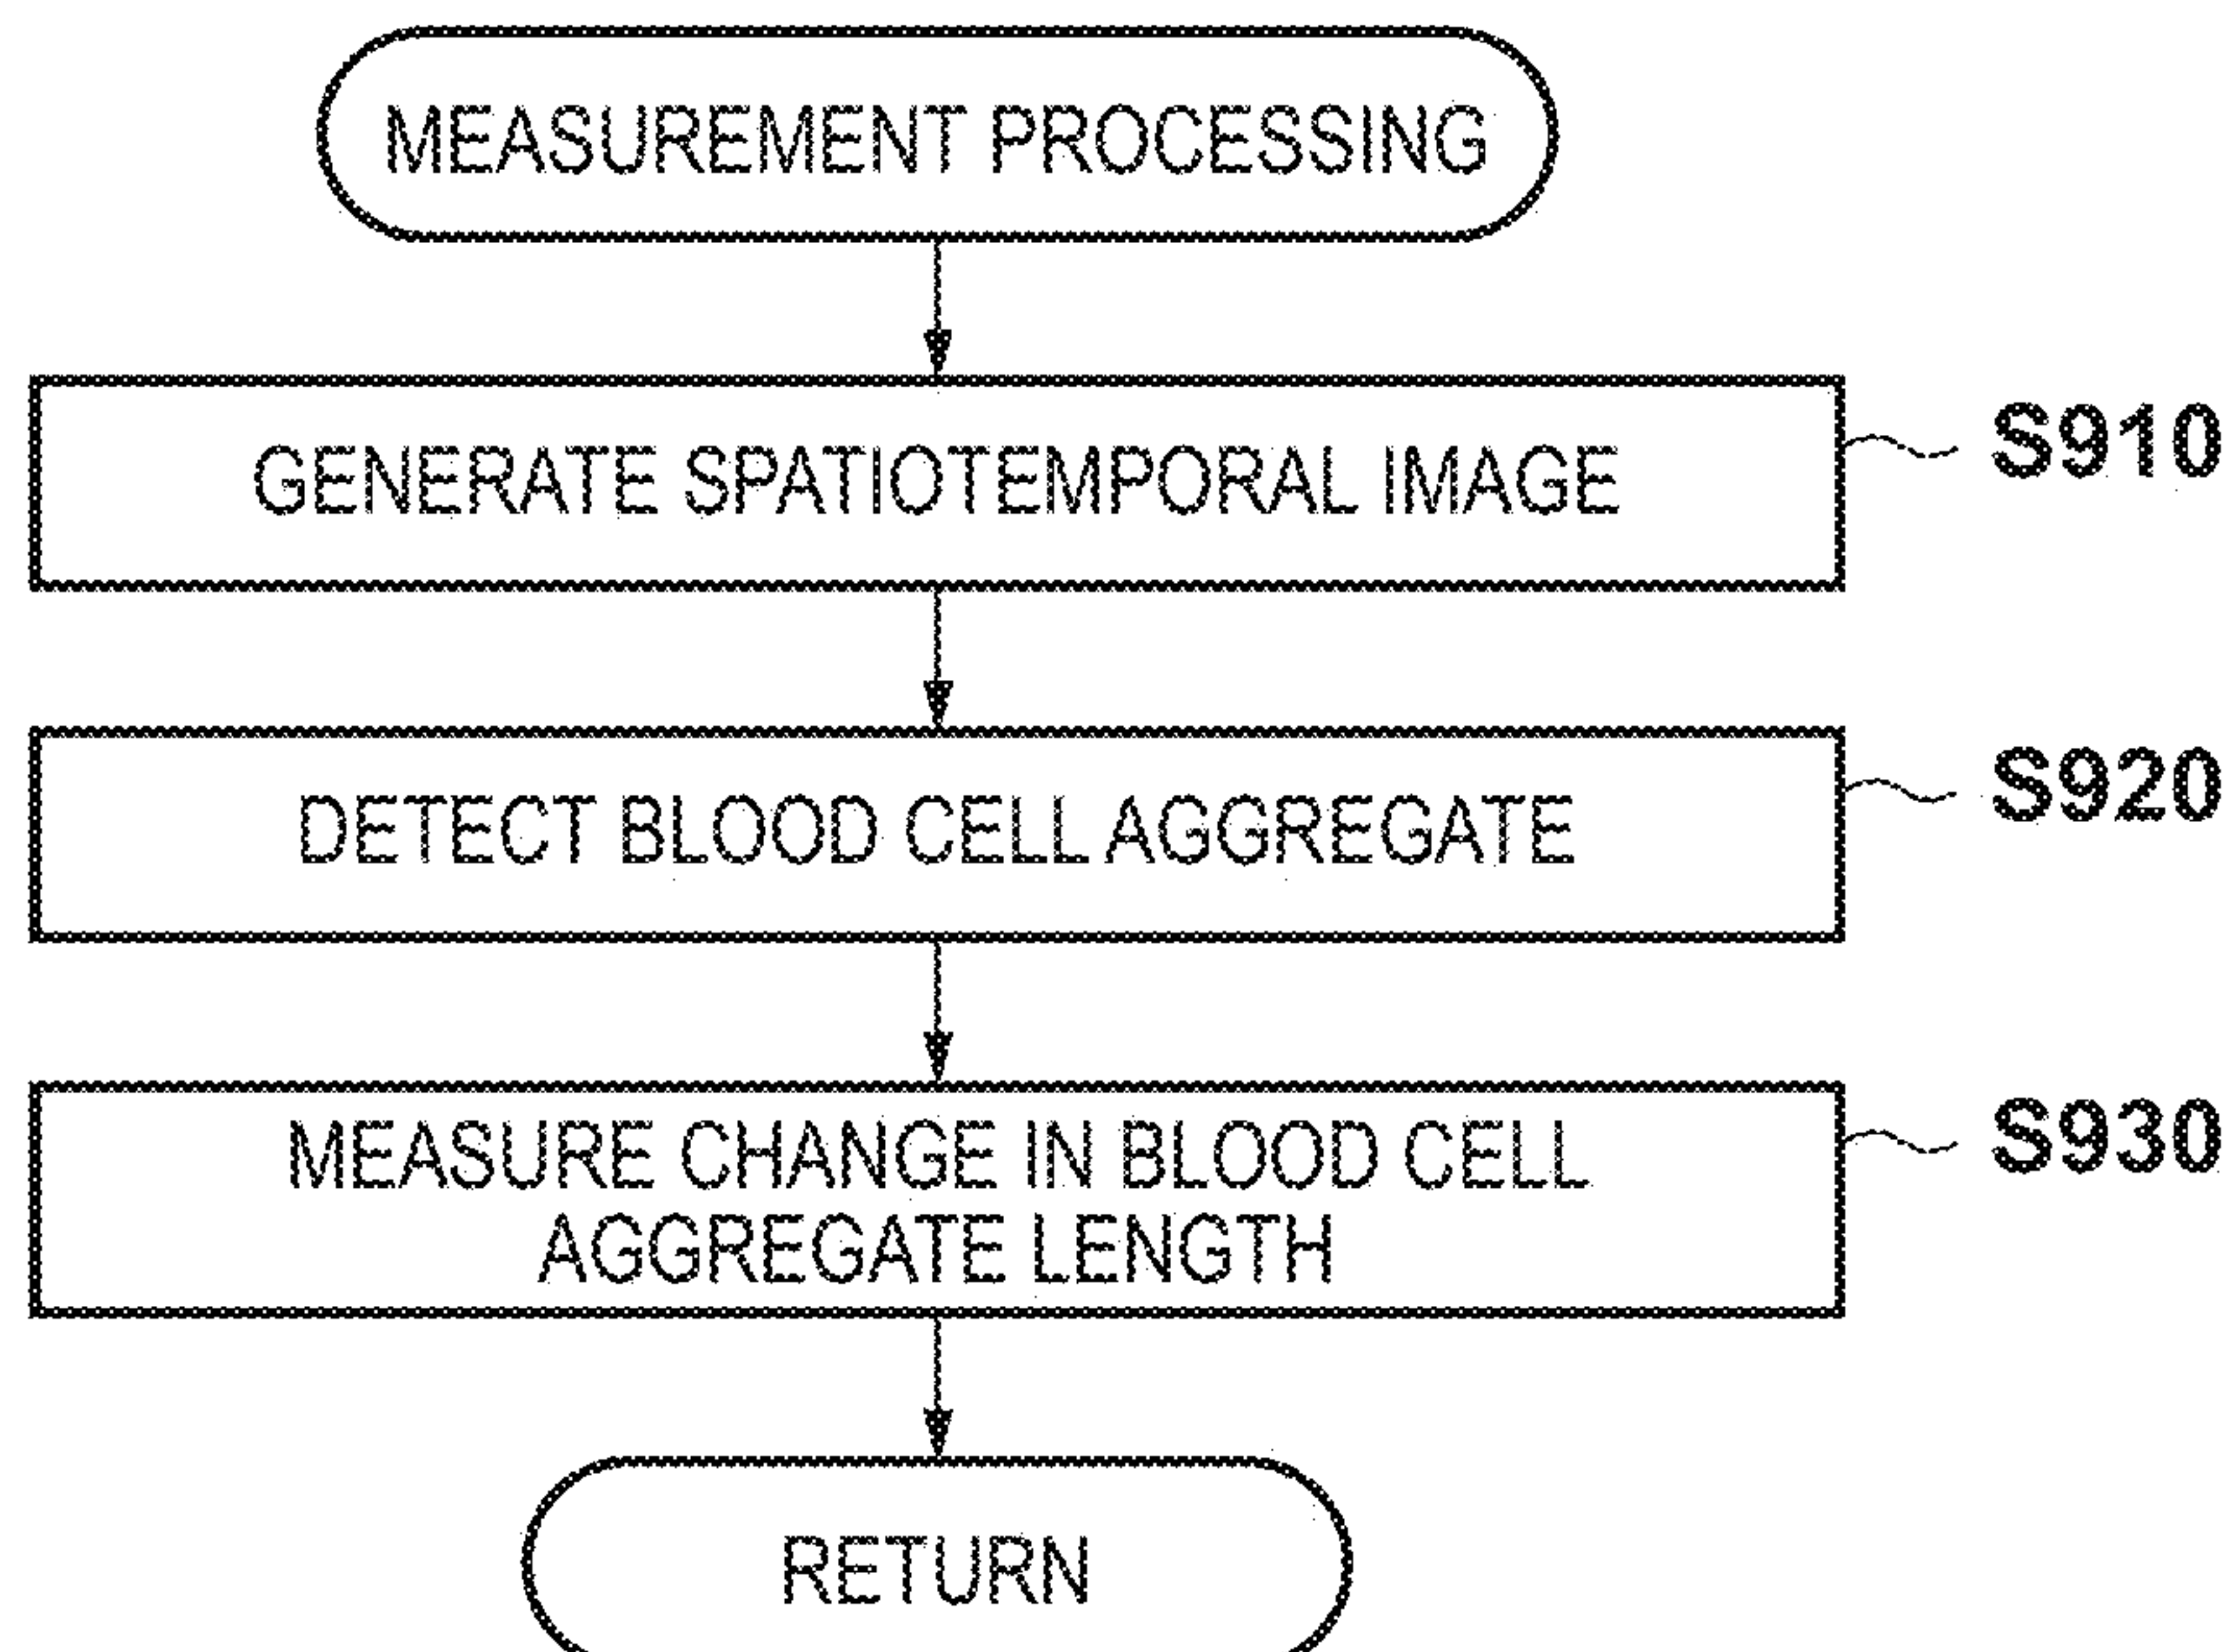 MEASUREMENT PROCESSING
GENERATE SPATIOTEMPORAL IMAGE
S910
DETECT BLOOD CELL AGGREGATE
S920
MEASURE CHANGE IN BLOOD CELL
AGGREGATE LENGTH
S930
RETURN